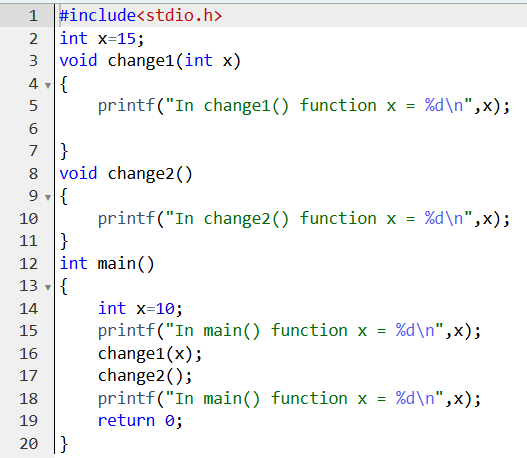 1 #include<stdio.h>
2 int x=15;
3 void change1(int x)
4 {
5 printf("In change1() function x = %d\n",x);
6
7 }
8 void change2()
9 {
10 printf("In change2() function x = %d\n",x);
11 }
12 int main()
13 {
14 int x=10;
15 printf("In main() function x = %d\n",x);
16 change1(x);
17 change2();
18 printf("In main() function x = %d\n",x);
19 return 0;
20 }